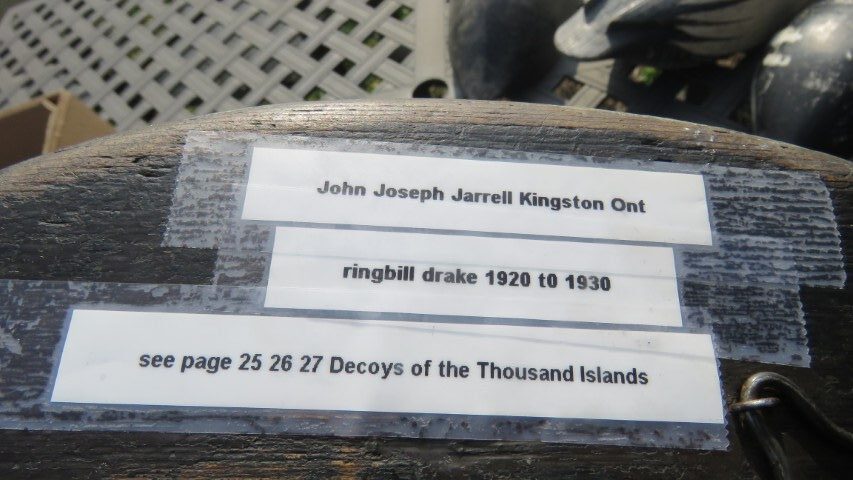 John Joseph Jarrell Kingston Ont
ringbill drake 1920 t0 1930
see page 25 26 27 Decoys of the Thousand Islands